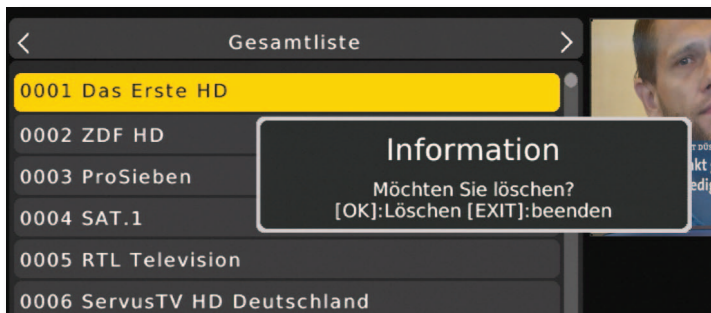 Gesamtliste
0001 Das Erste HD
0002 ZDF HD
0003 ProSieben
0004 SAT.1
0005 RTL Television
0006 ServusTV HD Deutschland
Information
Möchten Sie löschen?
[OK]:Löschen [EXIT]:beenden